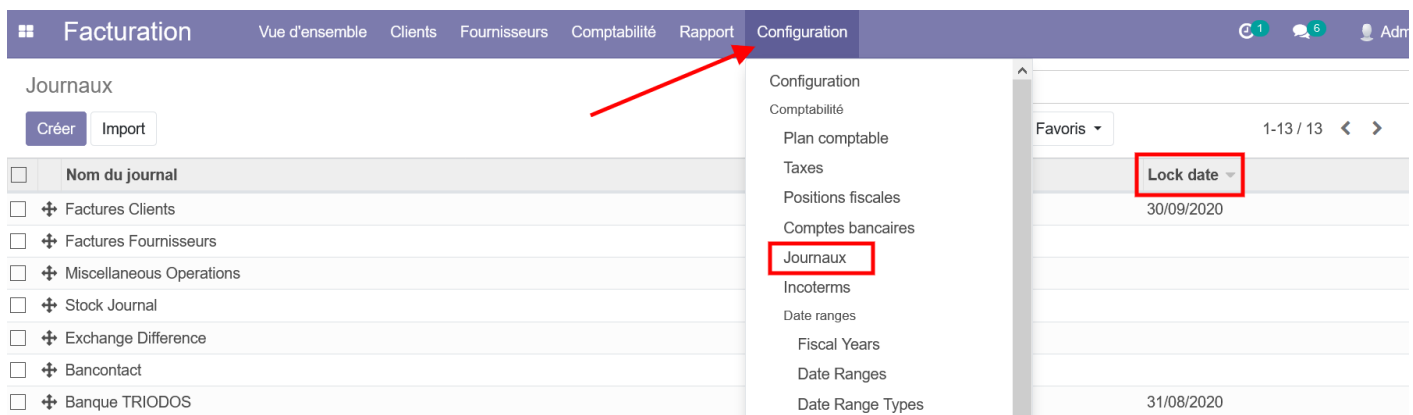 Facturation Vue d'ensemble Clients Fournisseurs Comptabilité Rapport Configuration 1 6 Adm
Journaux
Créer Import
Configuration
Comptabilité
Plan comptable
Taxes
Positions fiscales
Comptes bancaires
Journaux
Incoterms
Date ranges
Fiscal Years
Date Ranges
Date Range Types
Favoris 1-13 / 13
Nom du journal Lock date
Factures Clients 30/09/2020
Factures Fournisseurs
Miscellaneous Operations
Stock Journal
Exchange Difference
Bancontact
Banque TRIODOS 31/08/2020